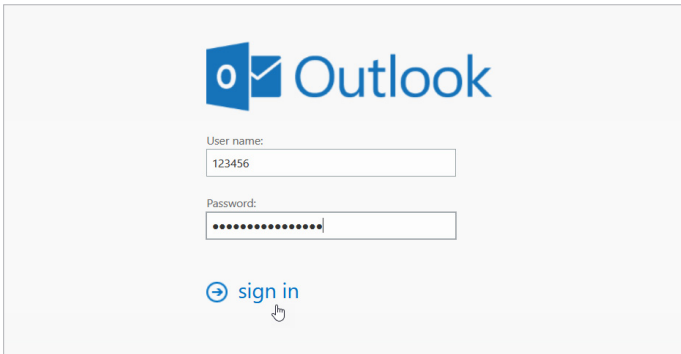 Outlook
User name:
123456
Password:
••••••••••••••••
sign in